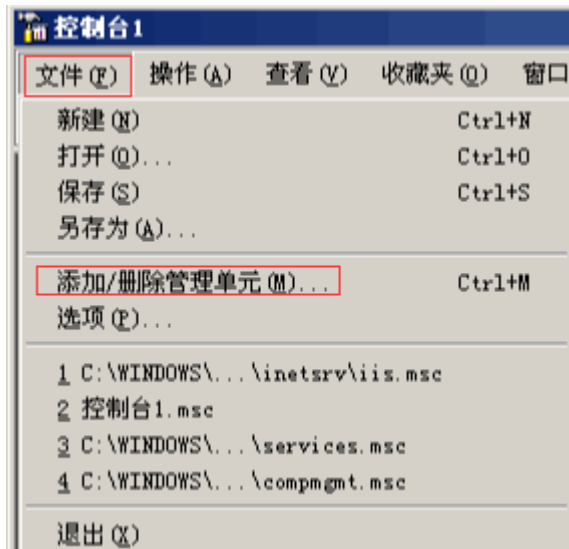 控制台1
文件(F) 操作(A) 查看(V) 收藏夹(O) 窗口
新建(N) Ctrl+N
打开(O)... Ctrl+O
保存(S) Ctrl+S
另存为(A)...
添加/删除管理单元(M)... Ctrl+M
选项(P)...
1 C:\WINDOWS\...\inetsrv\iis.msc
2 控制台1.msc
3 C:\WINDOWS\...\services.msc
4 C:\WINDOWS\...\compmgmt.msc
退出(X)